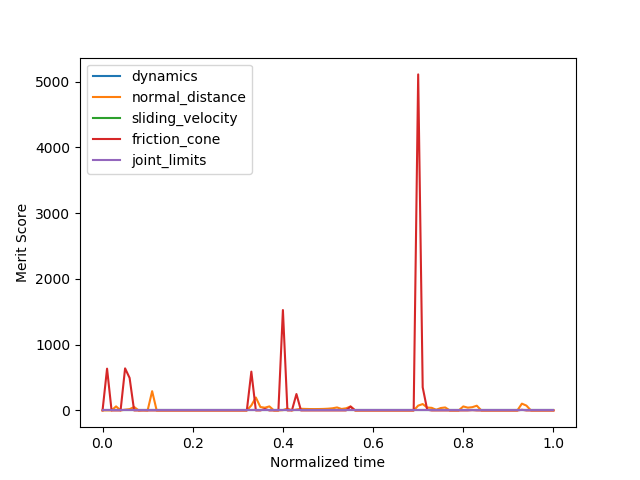 dynamics
normal_distance
sliding_velocity
friction_cone
joint_limits
Merit Score
5000
4000
3000
2000
1000
0
0.0 0.2 0.4 0.6 0.8 1.0
Normalized time